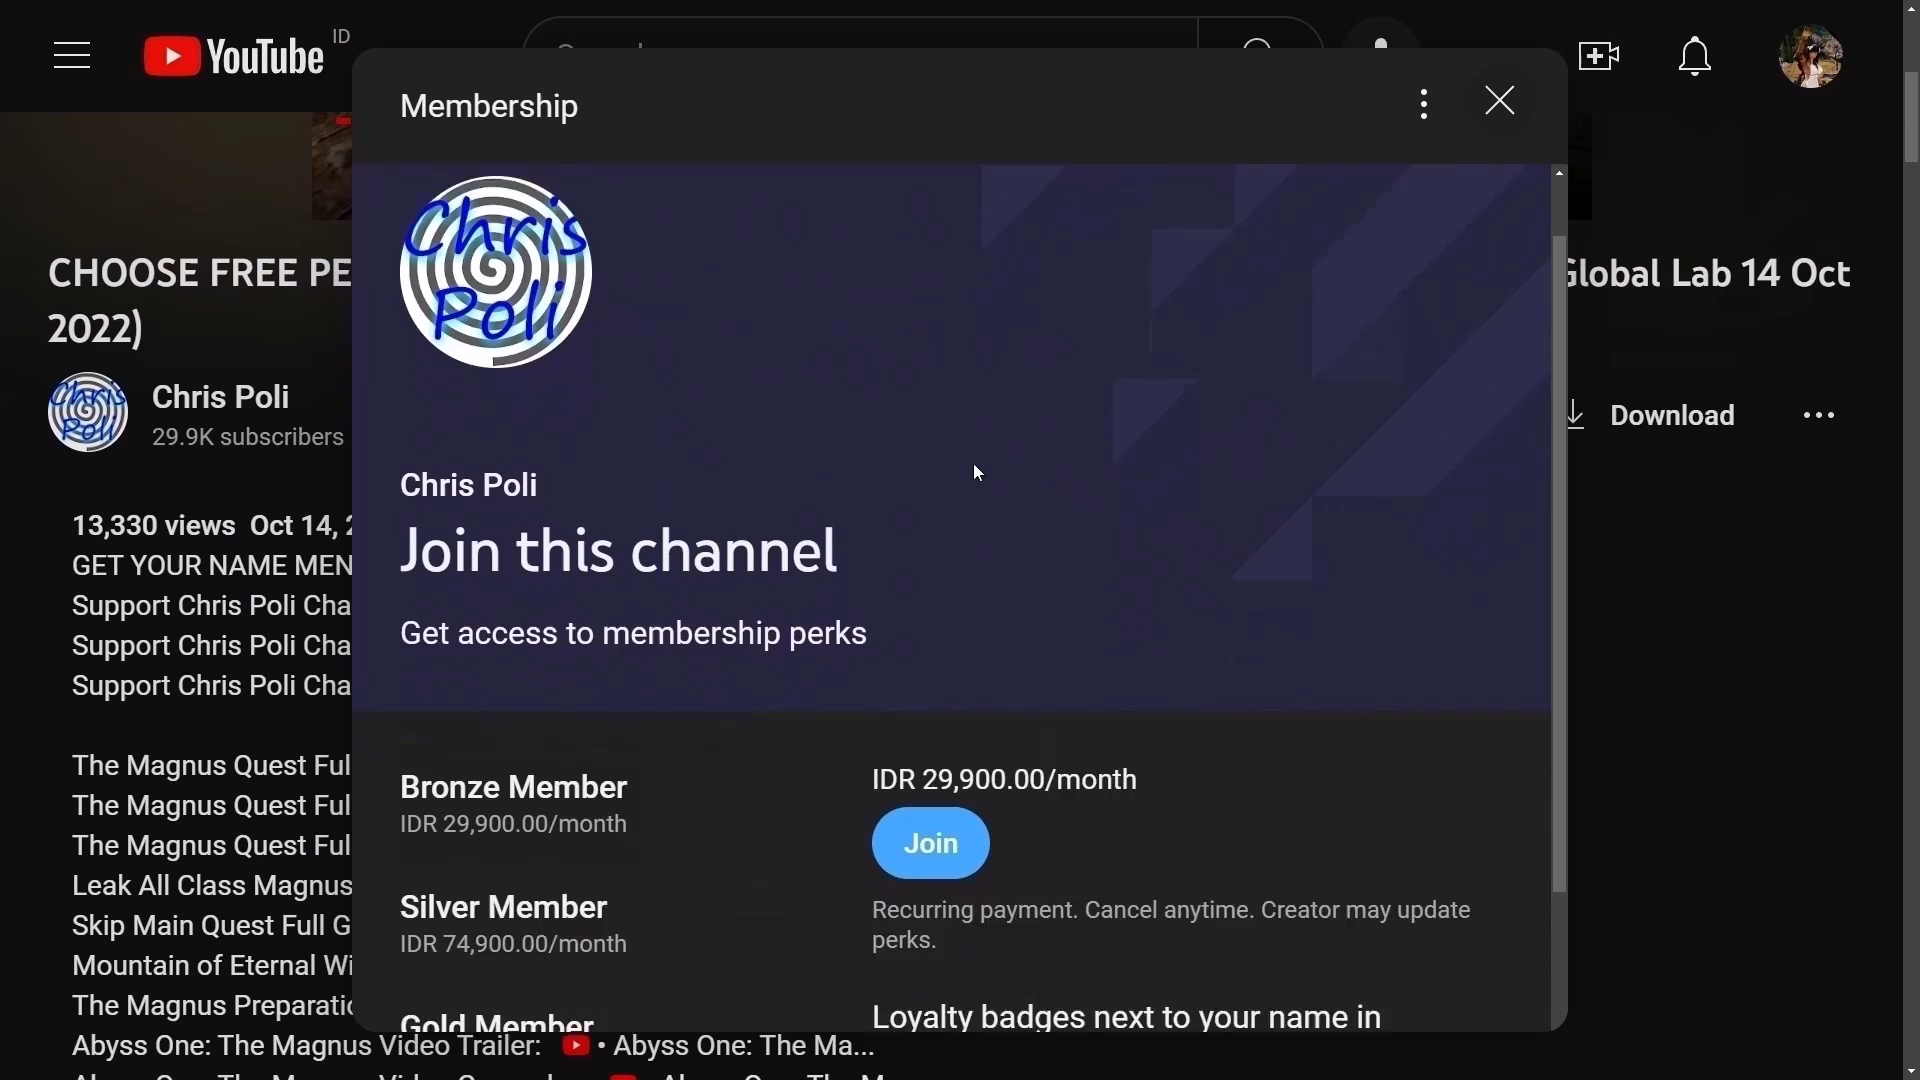 YouTube ID
Membership
CHOOSE FREE PE
Global Lab 14 Oct
2022)
Chris Poli
Chris Poli
29.9K subscribers
Download
Chris
Poli
Chris Poli
Join this channel
Get access to membership perks
13,330 views Oct 14, 2
GET YOUR NAME MEN
Support Chris Poli Cha
Support Chris Poli Cha
Support Chris Poli Cha
The Magnus Quest Ful
The Magnus Quest Ful
The Magnus Quest Ful
Leak All Class Magnus
Skip Main Quest Full G
Mountain of Eternal Wi
The Magnus Preparatio
Abyss One: The Magnus Video Trailer: • Abyss One: The Ma...
Bronze Member
IDR 29,900.00/month
Silver Member
IDR 74,900.00/month
Gold Member
IDR 29,900.00/month
Join
Recurring payment. Cancel anytime. Creator may update
perks.
Loyalty badges next to your name in